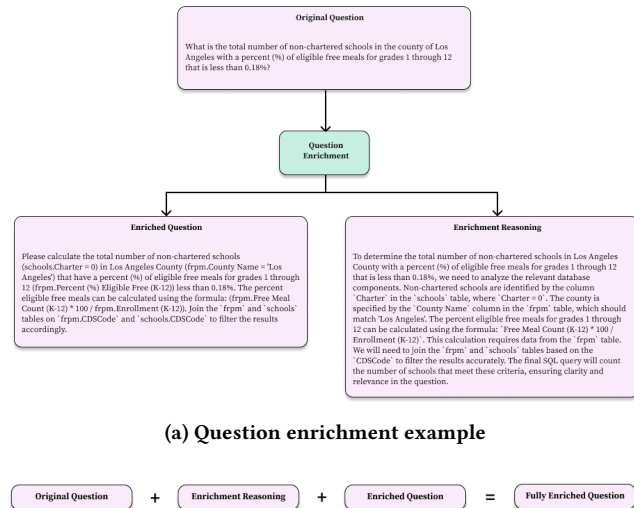 Original Question
What is the total number of non-chartered schools in the county of Los
Angeles with a percent (%) of eligible free meals for grades 1 through 12
that is less than 0.18%?
Question
Enrichment
Enriched Question
Please calculate the total number of non-chartered schools
(schools.Charter = 0) in Los Angeles County (frpm.County Name = 'Los
Angeles') that have a percent (%) of eligible free meals for grades 1 through
12 (frpm.Percent (%) Eligible Free (K-12)) less than 0.18%. The percent
eligible free meals can be calculated using the formula: (frpm.Free Meal
Count (K-12) * 100 / frpm.Enrollment (K-12)). Join the `frpm` and `schools`
tables on `frpm.CDSCode` and `schools.CDSCode` to filter the results
accordingly.
Enrichment Reasoning
To determine the total number of non-chartered schools in Los Angeles
County with a percent (%) of eligible free meals for grades 1 through 12
that is less than 0.18%, we need to analyze the relevant database
components. Non-chartered schools are identified by the column
`Charter` in the `schools` table, where `Charter = 0`. The county is
specified by the `County Name` column in the `frpm` table, which should
match 'Los Angeles'. The percent eligible free meals for grades 1 through
12 can be calculated using the formula: `Free Meal Count (K-12) * 100 /
Enrollment (K-12)`. This calculation requires data from the `frpm` table.
We will need to join the `frpm` and `schools` tables based on the
`CDSCode` to filter the results accurately. The final SQL query will count
the number of schools that meet these criteria, ensuring clarity and
relevance in the question.
(a) Question enrichment example
Original Question + Enrichment Reasoning + Enriched Question = Fully Enriched Question